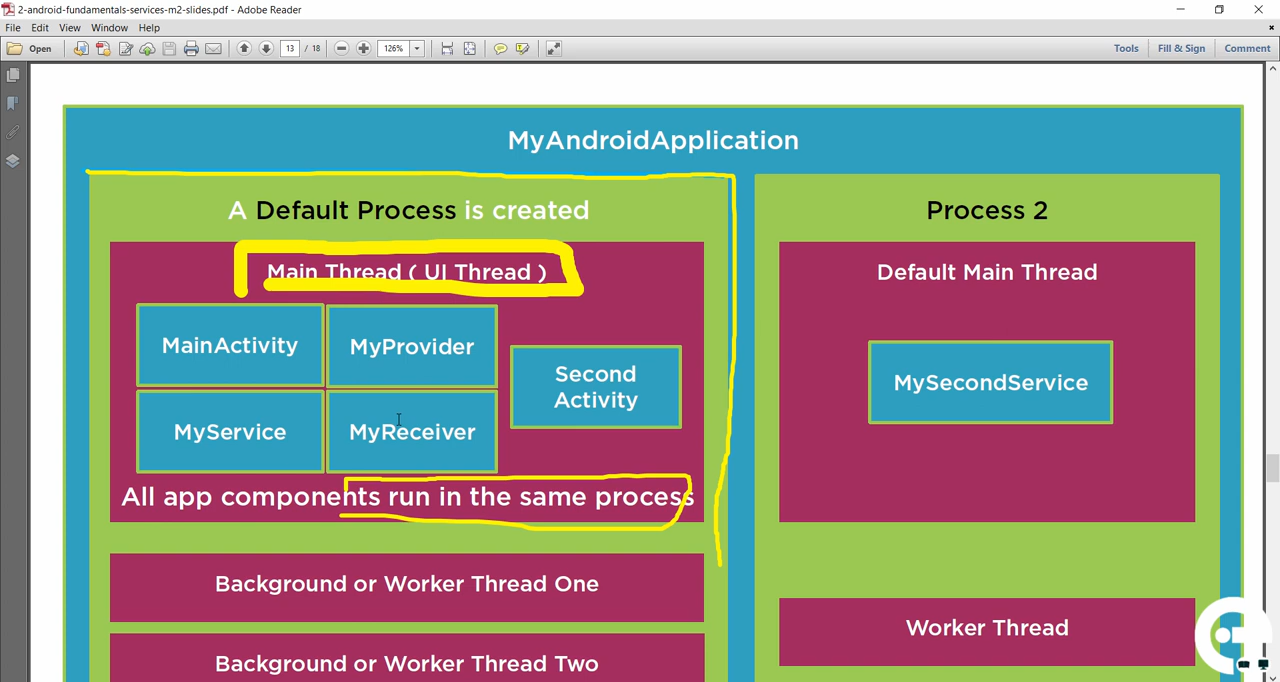 2-android-fundamentals-services-m2-slides.pdf - Adobe Reader
File Edit View Window Help
Open 13 / 18 126% Tools Fill & Sign Comment
MyAndroidApplication
A Default Process is created
Main Thread ( UI Thread )
MainActivity
MyProvider
Second
Activity
MyService
MyReceiver
All app components run in the same process
Background or Worker Thread One
Background or Worker Thread Two
Process 2
Default Main Thread
MySecondService
Worker Thread